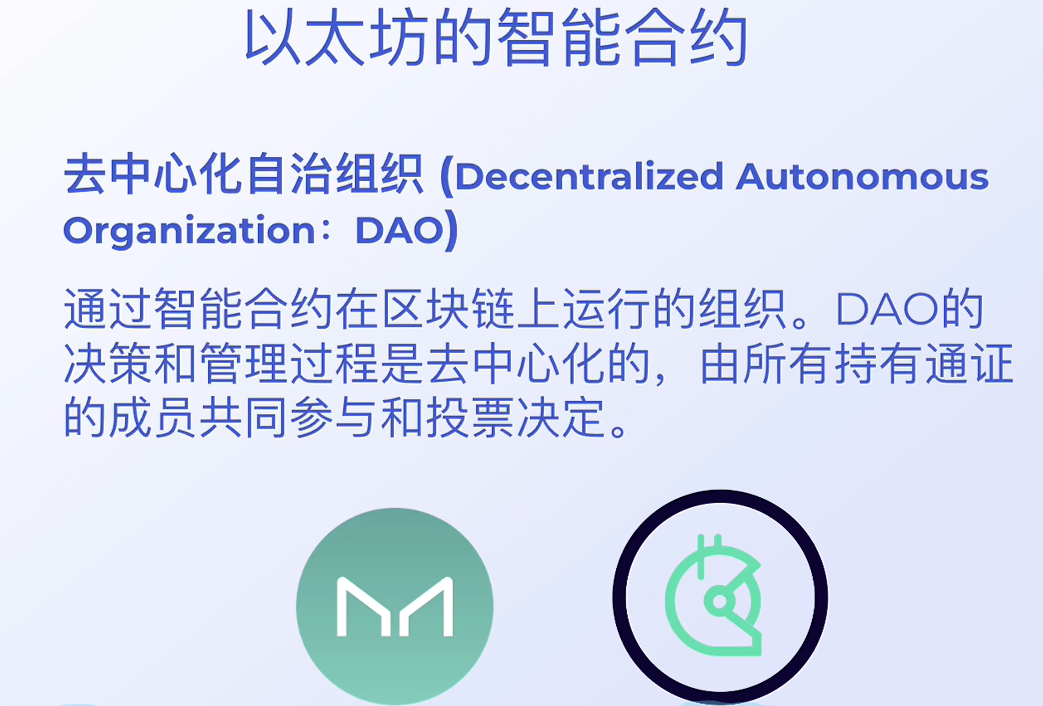 以太坊的智能合约
去中心化自治组织 (Decentralized Autonomous
Organization：DAO)
通过智能合约在区块链上运行的组织。DAO的
决策和管理过程是去中心化的，由所有持有通证
的成员共同参与和投票决定。